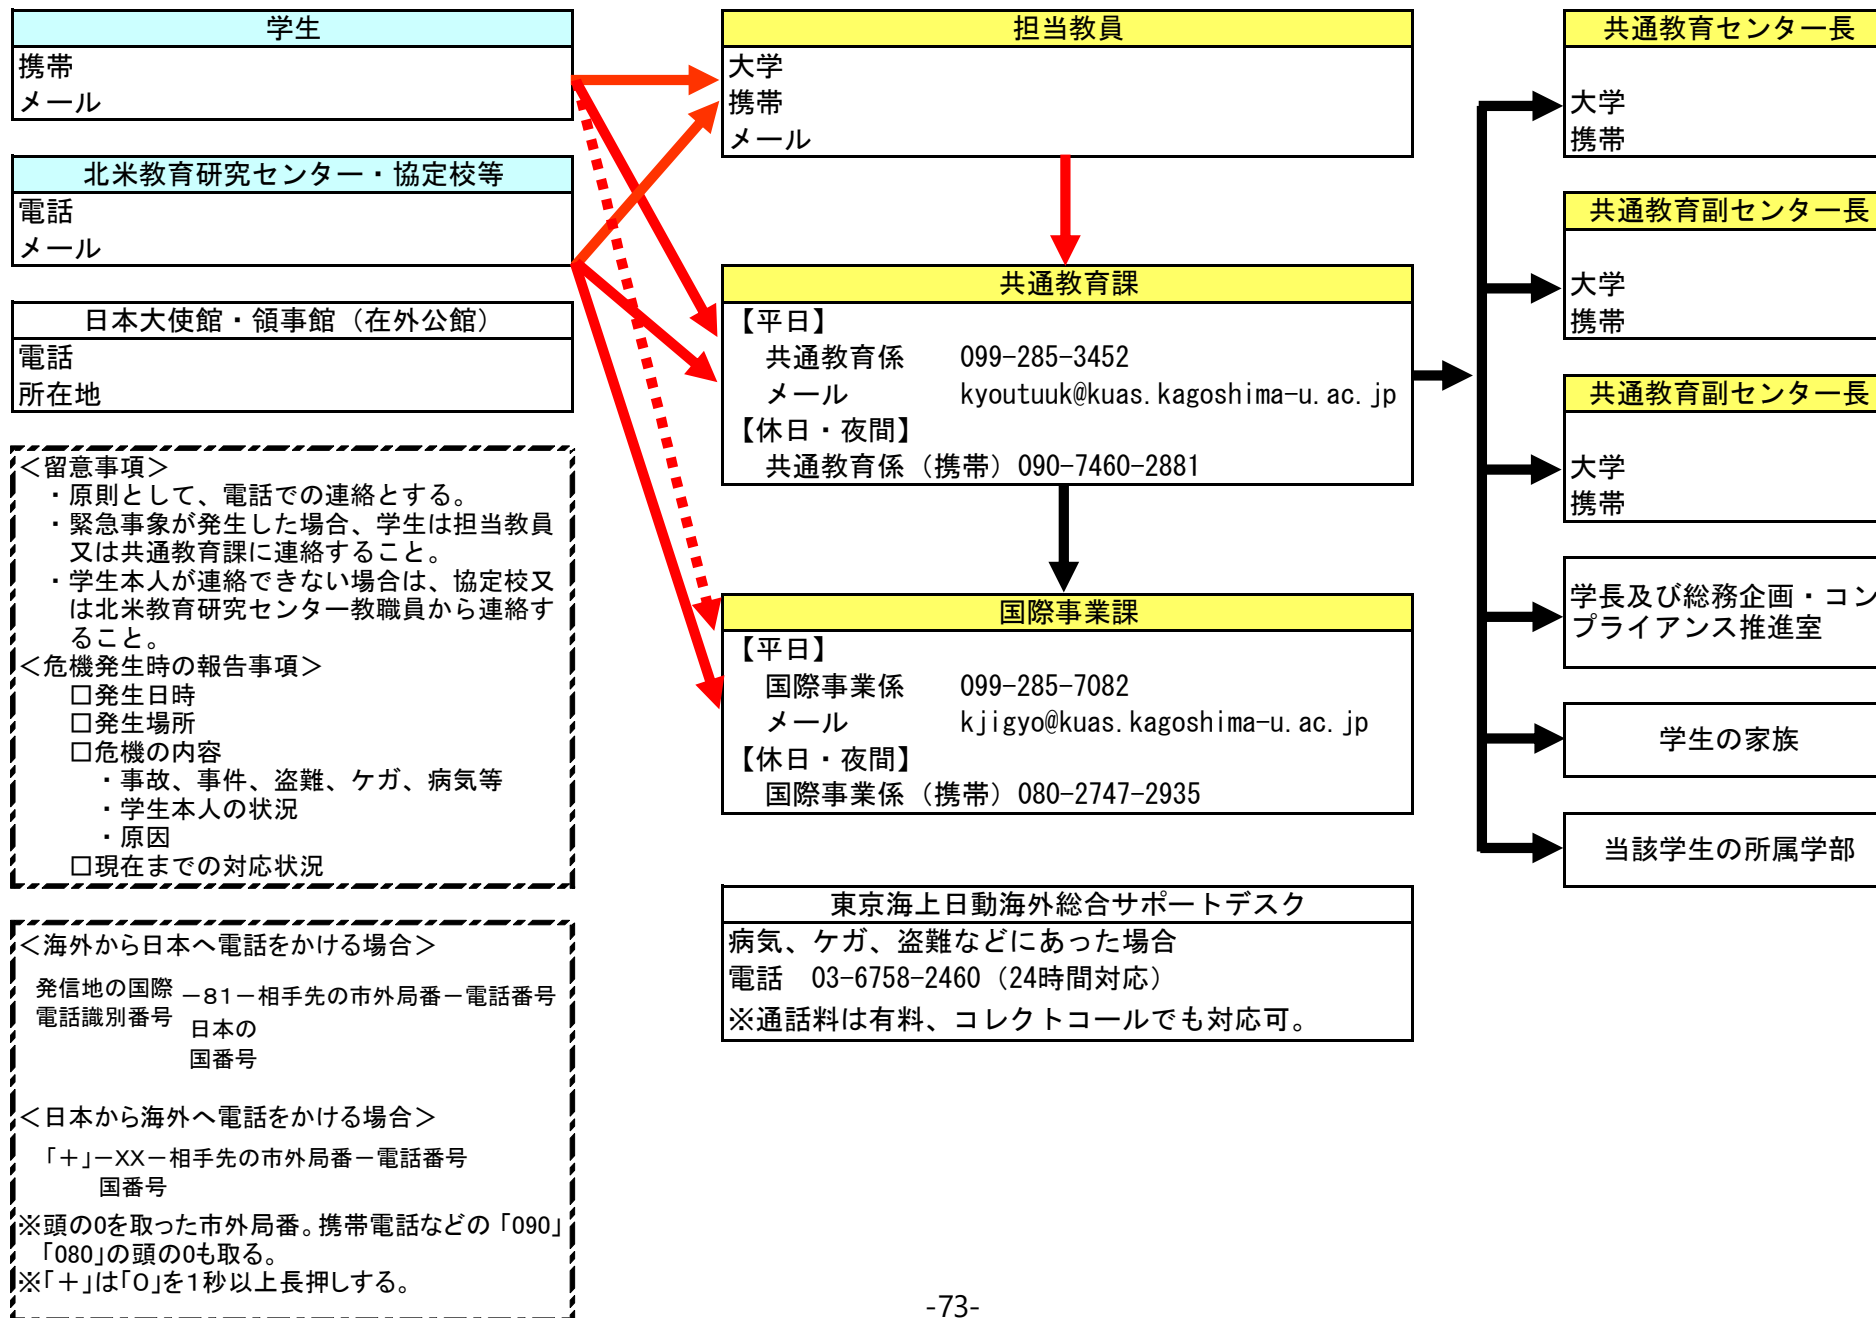 学生
携帯
メール
北米教育研究センター・協定校等
電話
メール
日本大使館・領事館（在外公館）
電話
所在地
＜留意事項＞
・原則として、電話での連絡とする。
・緊急事象が発生した場合、学生は担当教員
又は共通教育課に連絡すること。
・学生本人が連絡できない場合は、協定校又
は北米教育研究センター教職員から連絡す
ること。
＜危機発生時の報告事項＞
□発生日時
□発生場所
□危機の内容
・事故、事件、盗難、ケガ、病気等
・学生本人の状況
・原因
□現在までの対応状況
＜海外から日本へ電話をかける場合＞
発信地の国際
電話識別番号
－81－相手先の市外局番－電話番号
日本の
国番号
＜日本から海外へ電話をかける場合＞
「＋」－XX－相手先の市外局番－電話番号
国番号
※頭の0を取った市外局番。携帯電話などの「090」
「080」の頭の0も取る。
※「＋」は「0」を1秒以上長押しする。
担当教員
大学
携帯
メール
共通教育課
【平日】
共通教育係 099-285-3452
メール kyoutuuk@kuas.kagoshima-u.ac.jp
【休日・夜間】
共通教育係（携帯）090-7460-2881
国際事業課
【平日】
国際事業係 099-285-7082
メール kjigyo@kuas.kagoshima-u.ac.jp
【休日・夜間】
国際事業係（携帯）080-2747-2935
東京海上日動海外総合サポートデスク
病気、ケガ、盗難などにあった場合
電話 03-6758-2460（24時間対応）
※通話料は有料、コレクトコールでも対応可。
共通教育センター長
大学
携帯
共通教育副センター長
大学
携帯
共通教育副センター長
大学
携帯
学長及び総務企画・コン
プライアンス推進室
学生の家族
当該学生の所属学部
-73-